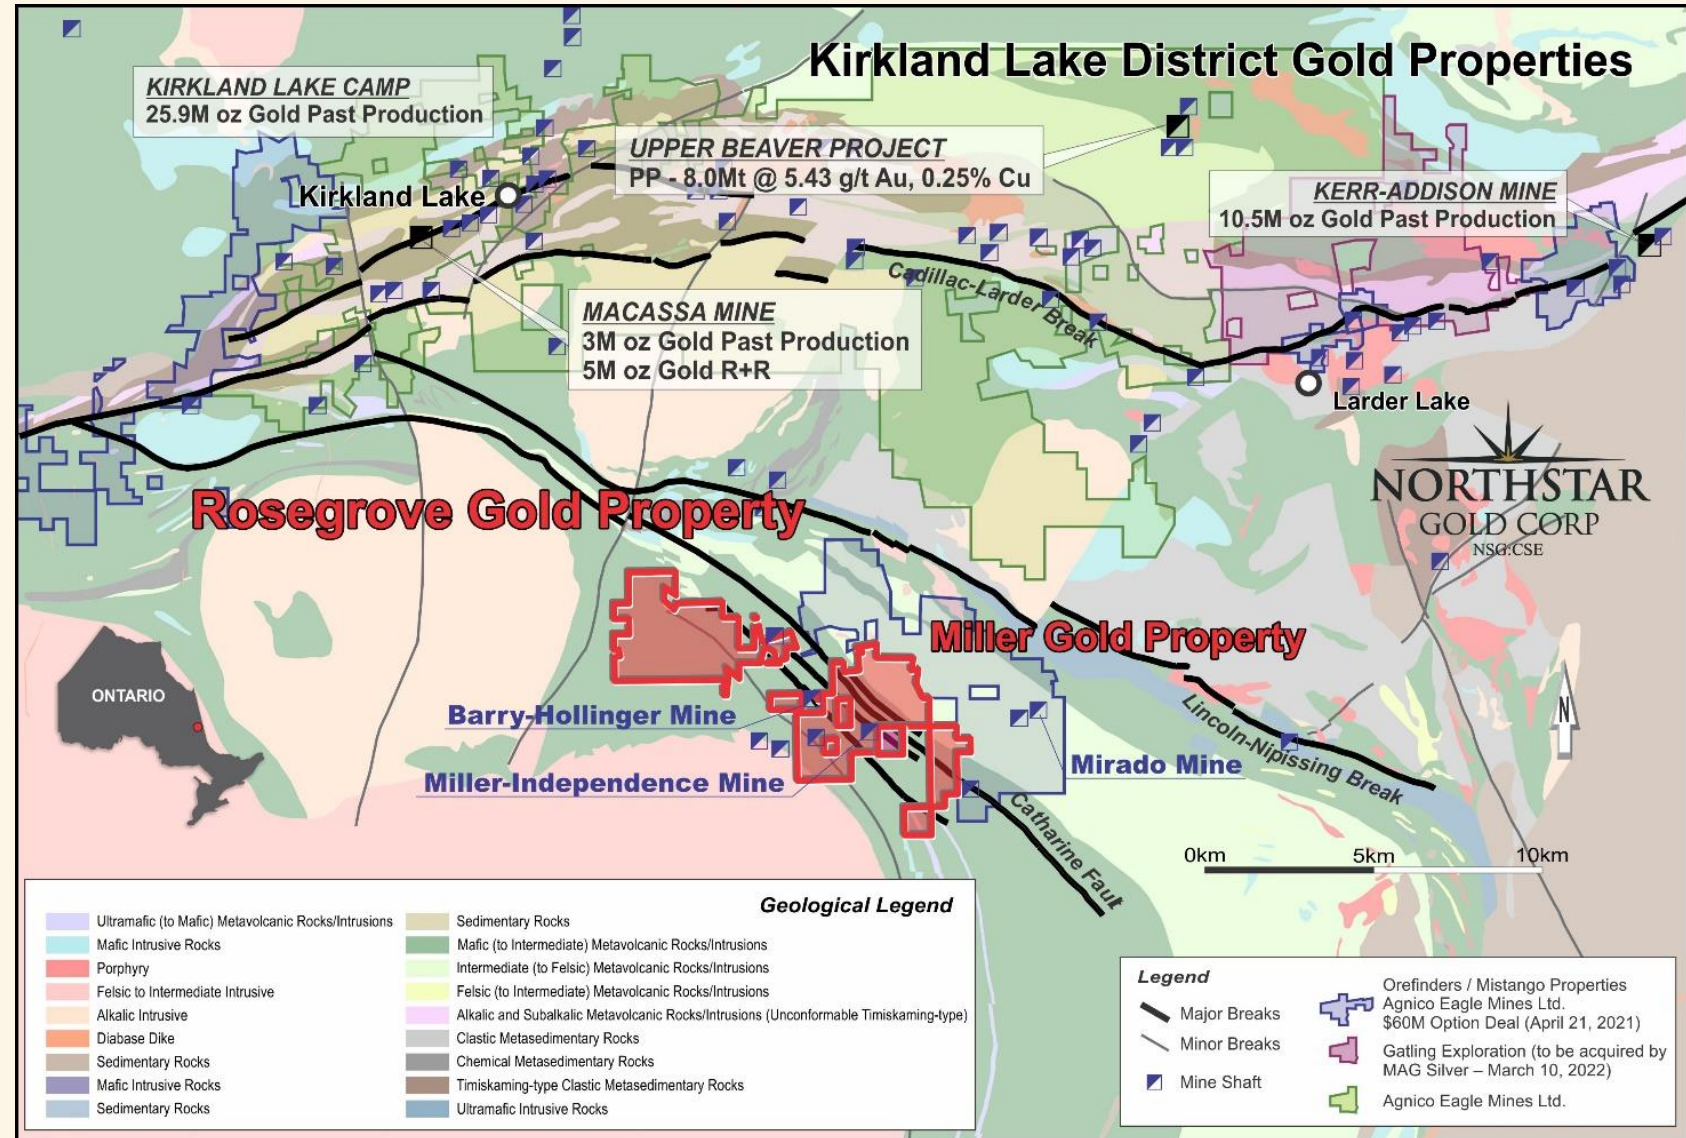 Kirkland Lake District Gold Properties
KIRKLAND LAKE CAMP
25.9M oz Gold Past Production
UPPER BEAVER PROJECT
PP - 8.0Mt @ 5.43 g/t Au, 0.25% Cu
KERR-ADDISON MINE
10.5M oz Gold Past Production
Kirkland Lake
Cadillac-Larder Break
MACASSA MINE
3M oz Gold Past Production
5M oz Gold R+R
Larder Lake
NORTHSTAR
GOLD CORP
NSG:CSE
Rosegrove Gold Property
Miller Gold Property
ONTARIO
Barry-Hollinger Mine
Miller-Independence Mine
Mirado Mine
Lincoln-Nipissing Break
Catharine Fault
N
0km 5km 10km
Geological Legend
Ultramafic (to Mafic) Metavolcanic Rocks/Intrusions
Mafic Intrusive Rocks
Porphyry
Felsic to Intermediate Intrusive
Alkalic Intrusive
Diabase Dike
Sedimentary Rocks
Mafic Intrusive Rocks
Sedimentary Rocks
Sedimentary Rocks
Mafic (to Intermediate) Metavolcanic Rocks/Intrusions
Intermediate (to Felsic) Metavolcanic Rocks/Intrusions
Felsic (to Intermediate) Metavolcanic Rocks/Intrusions
Alkalic and Subalkalic Metavolcanic Rocks/Intrusions (Unconformable Timiskaming-type)
Clastic Metasedimentary Rocks
Chemical Metasedimentary Rocks
Timiskaming-type Clastic Metasedimentary Rocks
Ultramafic Intrusive Rocks
Legend
Major Breaks
Minor Breaks
Mine Shaft
Orefinders / Mistango Properties
Agnico Eagle Mines Ltd.
$60M Option Deal (April 21, 2021)
Gatling Exploration (to be acquired by
MAG Silver – March 10, 2022)
Agnico Eagle Mines Ltd.